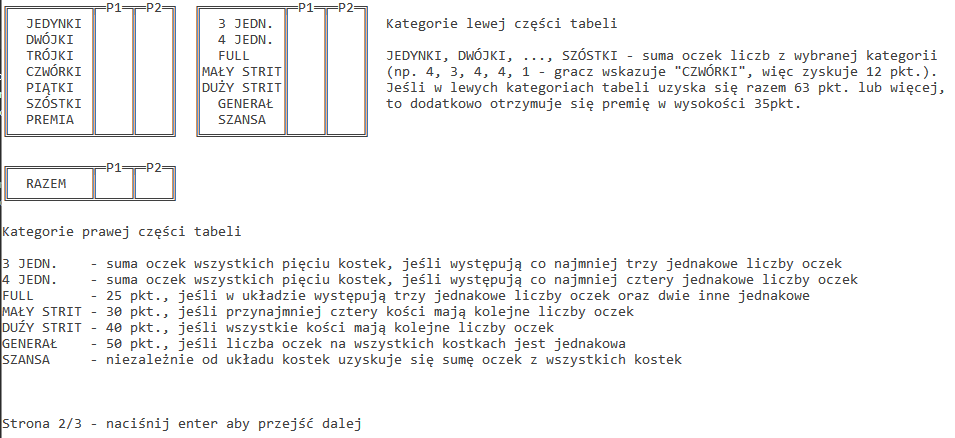 P1 P2 P1 P2
JEDYNKI 3 JEDN. Kategorie lewej części tabeli
DWÓJKI 4 JEDN.
TRÓJKI FULL JEDYNKI, DWÓJKI, ..., SZÓSTKI - suma oczek liczb z wybranej kategorii
CZWÓRKI MAŁY STRIT (np. 4, 3, 4, 4, 1 - gracz wskazuje "CZWÓRKI", więc zyskuje 12 pkt.).
PIĄTKI DUŻY STRIT Jeśli w lewych kategoriach tabeli uzyska się razem 63 pkt. lub więcej,
SZÓSTKI GENERAŁ to dodatkowo otrzymuje się premię w wysokości 35pkt.
PREMIA SZANSA
P1 P2
RAZEM
Kategorie prawej części tabeli
3 JEDN. - suma oczek wszystkich pięciu kostek, jeśli występują co najmniej trzy jednakowe liczby oczek
4 JEDN. - suma oczek wszystkich pięciu kostek, jeśli występują co najmniej cztery jednakowe liczby oczek
FULL - 25 pkt., jeśli w układzie występują trzy jednakowe liczby oczek oraz dwie inne jednakowe
MAŁY STRIT - 30 pkt., jeśli przynajmniej cztery kości mają kolejne liczby oczek
DUŻY STRIT - 40 pkt., jeśli wszystkie kości mają kolejne liczby oczek
GENERAŁ - 50 pkt., jeśli liczba oczek na wszystkich kostkach jest jednakowa
SZANSA - niezależnie od układu kostek uzyskuje się sumę oczek z wszystkich kostek
Strona 2/3 - naciśnij enter aby przejść dalej